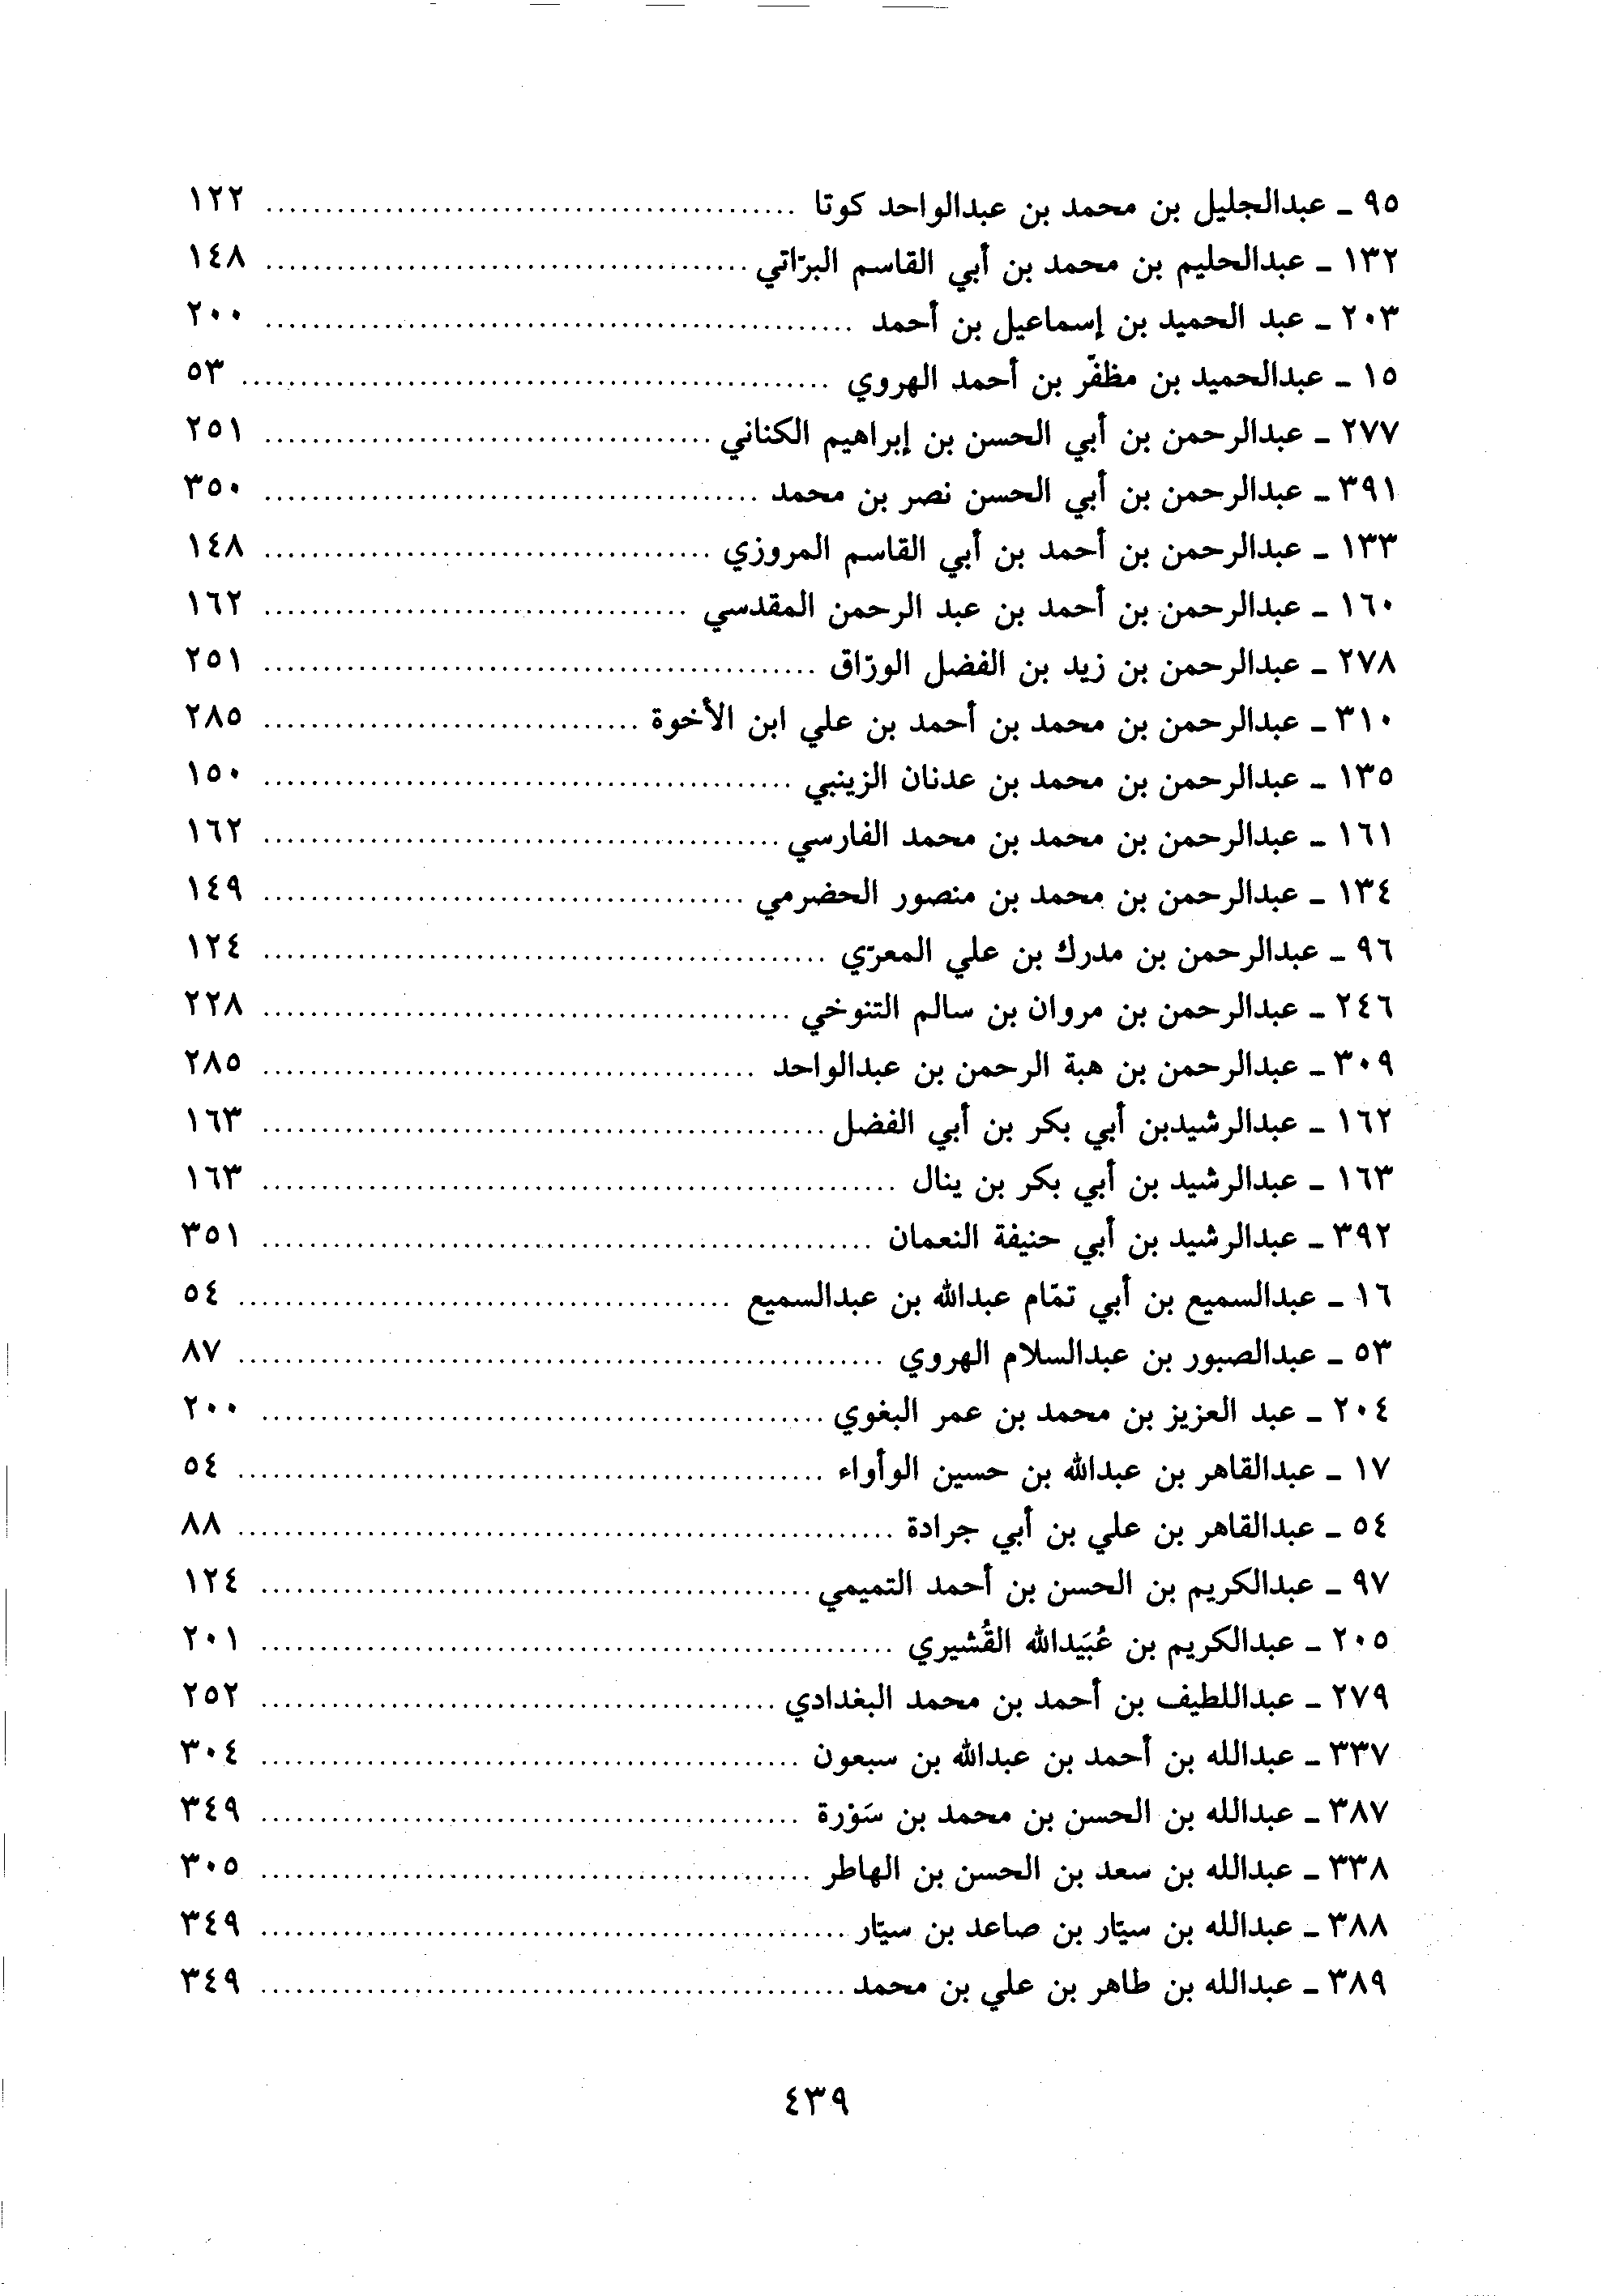 ٩٥ ـ عبدالجليل بن محمد بن عبدالواحد كوتا ............ ١٢٢
١٣٢ ـ عبدالحليم بن محمد بن أبي القاسم البرّاتي ............ ١٤٨
٢٠٣ ـ عبد الحميد بن إسماعيل بن أحمد ............ ٢٠٠
١٥ ـ عبدالحميد بن مظفّر بن أحمد الهروي ............ ٥٣
٢٧٧ ـ عبدالرحمن بن أبي الحسن بن إبراهيم الكناني ............ ٢٥١
٣٩١ ـ عبدالرحمن بن أبي الحسن نصر بن محمد ............ ٣٥٠
١٣٣ ـ عبدالرحمن بن أحمد بن أبي القاسم المروزي ............ ١٤٨
١٦٠ ـ عبدالرحمن بن أحمد بن عبد الرحمن المقدسي ............ ١٦٢
٢٧٨ ـ عبدالرحمن بن زيد بن الفضل الورّاق ............ ٢٥١
٣١٠ ـ عبدالرحمن بن محمد بن أحمد بن علي ابن الأخوة ............ ٢٨٥
١٣٥ ـ عبدالرحمن بن محمد بن عدنان الزينبي ............ ١٥٠
١٦١ ـ عبدالرحمن بن محمد بن محمد الفارسي ............ ١٦٢
١٣٤ ـ عبدالرحمن بن محمد بن منصور الحضرمي ............ ١٤٩
٩٦ ـ عبدالرحمن بن مدرك بن علي المعرّي ............ ١٢٤
٢٤٦ ـ عبدالرحمن بن مروان بن سالم التنوخي ............ ٢٢٨
٣٠٩ ـ عبدالرحمن بن هبة الرحمن بن عبدالواحد ............ ٢٨٥
١٦٢ ـ عبدالرشيدبن أبي بكر بن أبي الفضل ............ ١٦٣
١٦٣ ـ عبدالرشيد بن أبي بكر بن ينال ............ ١٦٣
٣٩٢ ـ عبدالرشيد بن أبي حنيفة النعمان ............ ٣٥١
١٦ ـ عبدالسميع بن أبي تمّام عبدالله بن عبدالسميع ............ ٥٤
٥٣ ـ عبدالصبور بن عبدالسلام الهروي ............ ٨٧
٢٠٤ ـ عبد العزيز بن محمد بن عمر البغوي ............ ٢٠٠
١٧ ـ عبدالقاهر بن عبدالله بن حسين الوأواء ............ ٥٤
٥٤ ـ عبدالقاهر بن علي بن أبي جرادة ............ ٨٨
٩٧ ـ عبدالكريم بن الحسن بن أحمد التميمي ............ ١٢٤
٢٠٥ ـ عبدالكريم بن عُبَيدالله القُشيري ............ ٢٠١
٢٧٩ ـ عبداللطيف بن أحمد بن محمد البغدادي ............ ٢٥٢
٣٣٧ ـ عبدالله بن أحمد بن عبدالله بن سبعون ............ ٣٠٤
٣٨٧ ـ عبدالله بن الحسن بن محمد بن سَوْرة ............ ٣٤٩
٣٣٨ ـ عبدالله بن سعد بن الحسن بن الهاطر ............ ٣٠٥
٣٨٨ ـ عبدالله بن سيّار بن صاعد بن سيّار ............ ٣٤٩
٣٨٩ ـ عبدالله بن طاهر بن علي بن محمد ............ ٣٤٩
٤٣٩